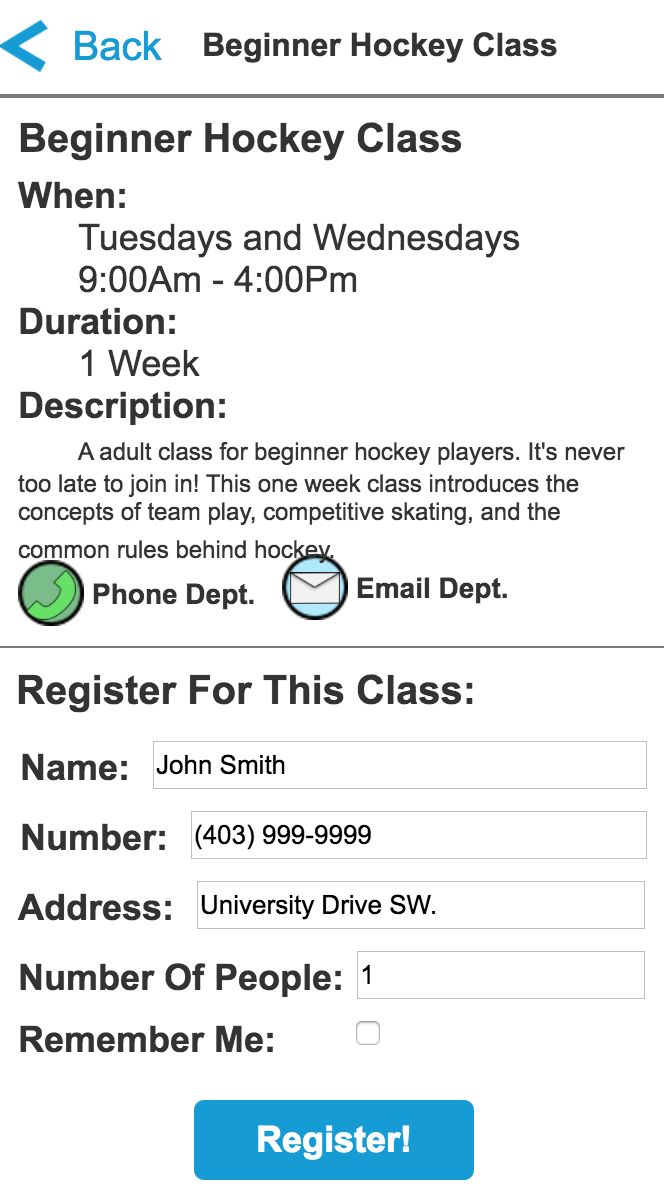 Back Beginner Hockey Class
Beginner Hockey Class
When:
Tuesdays and Wednesdays
9:00Am - 4:00Pm
Duration:
1 Week
Description:
A adult class for beginner hockey players. It's never
too late to join in! This one week class introduces the
concepts of team play, competitive skating, and the
common rules behind hockey.
Phone Dept. Email Dept.
Register For This Class:
Name: John Smith
Number: (403) 999-9999
Address: University Drive SW.
Number Of People: 1
Remember Me:
Register!